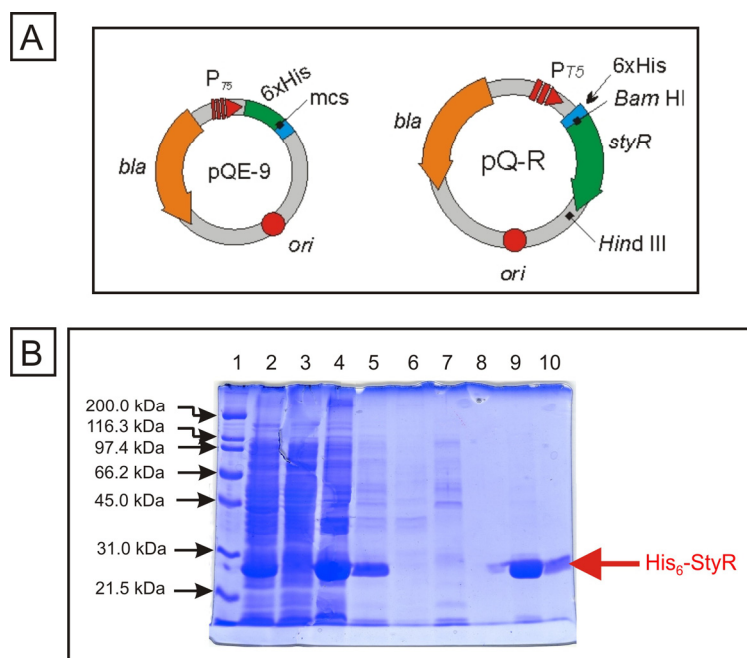 A
P T5
6xHis
mcs
bla
pQE-9
ori
P T5
6xHis
Bam HI
bla
styR
pQ-R
Hind III
ori
B
1 2 3 4 5 6 7 8 9 10
200.0 kDa
116.3 kDa
97.4 kDa
66.2 kDa
45.0 kDa
31.0 kDa
His6-StyR
21.5 kDa